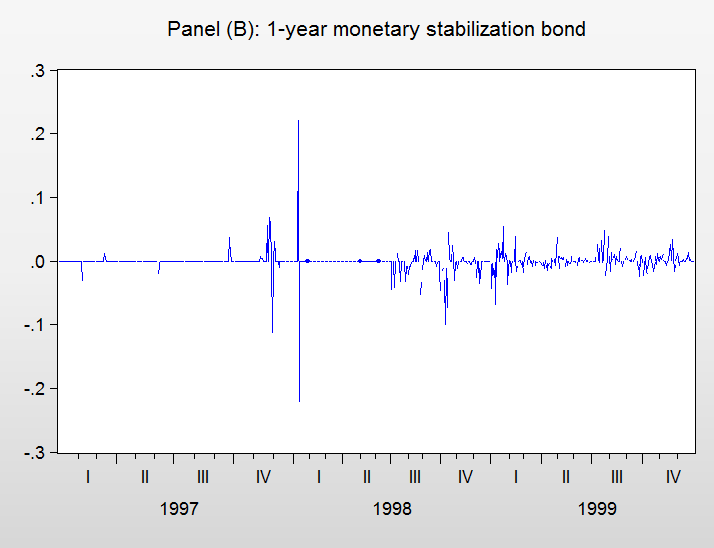 Panel (B): 1-year monetary stabilization bond
.3
.2
.1
.0
-.1
-.2
-.3
I II III IV I II III IV I II III IV
1997 1998 1999